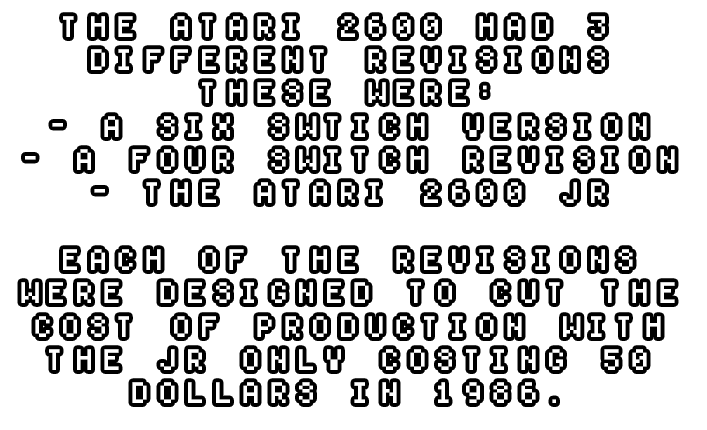 THE ATARI 2600 HAD 3
DIFFERENT REVISIONS
THESE WERE:
- A SIX SWTICH VERSION
- A FOUR SWITCH REVISION
- THE ATARI 2600 JR
EACH OF THE REVISIONS
WERE DESIGNED TO CUT THE
COST OF PRODUCTION WITH
THE JR ONLY COSTING 50
DOLLARS IN 1986.